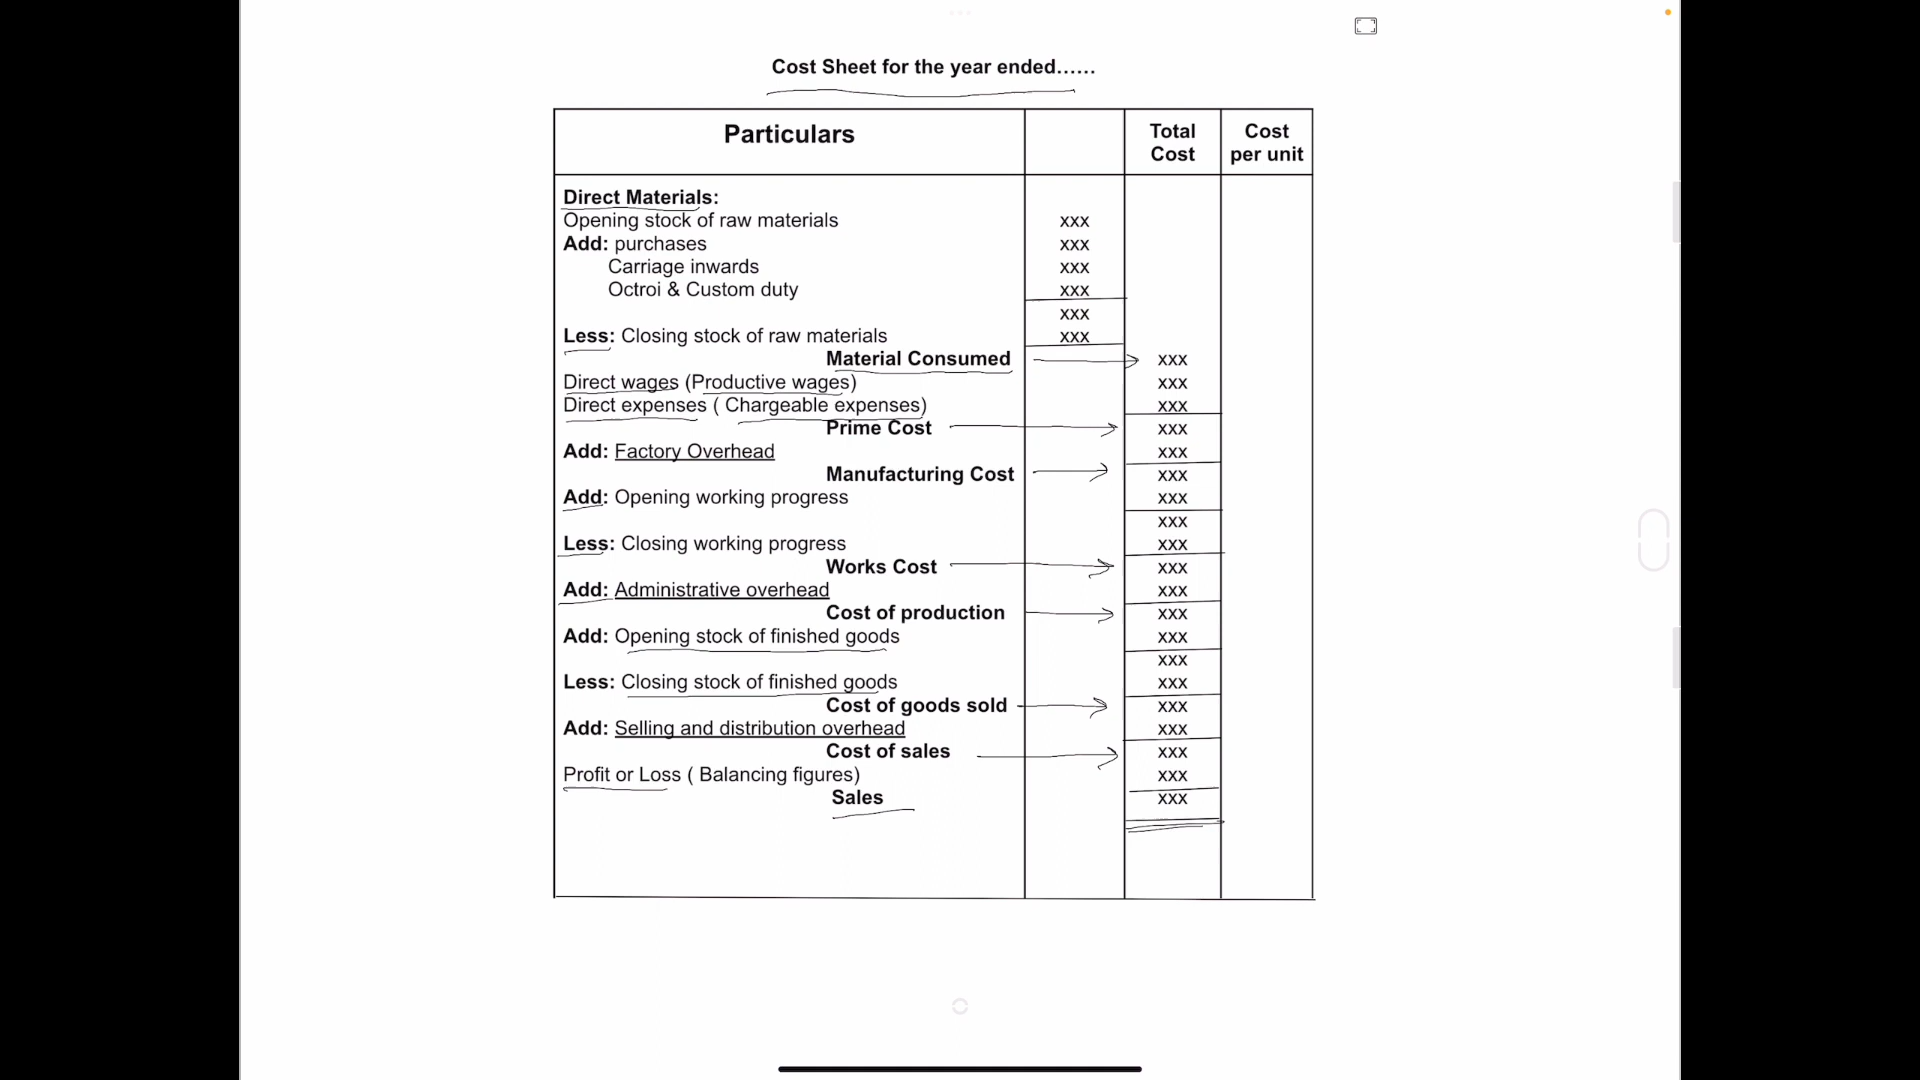 Cost Sheet for the year ended......
Particulars Total Cost Cost per unit
Direct Materials:
Opening stock of raw materials xxx
Add: purchases xxx
Carriage inwards xxx
Octroi & Custom duty xxx
xxx
Less: Closing stock of raw materials xxx
Material Consumed xxx
Direct wages (Productive wages) xxx
Direct expenses ( Chargeable expenses) xxx
Prime Cost xxx
Add: Factory Overhead xxx
Manufacturing Cost xxx
Add: Opening working progress xxx
xxx
Less: Closing working progress xxx
Works Cost xxx
Add: Administrative overhead xxx
Cost of production xxx
Add: Opening stock of finished goods xxx
xxx
Less: Closing stock of finished goods xxx
Cost of goods sold xxx
Add: Selling and distribution overhead xxx
Cost of sales xxx
Profit or Loss ( Balancing figures) xxx
Sales xxx